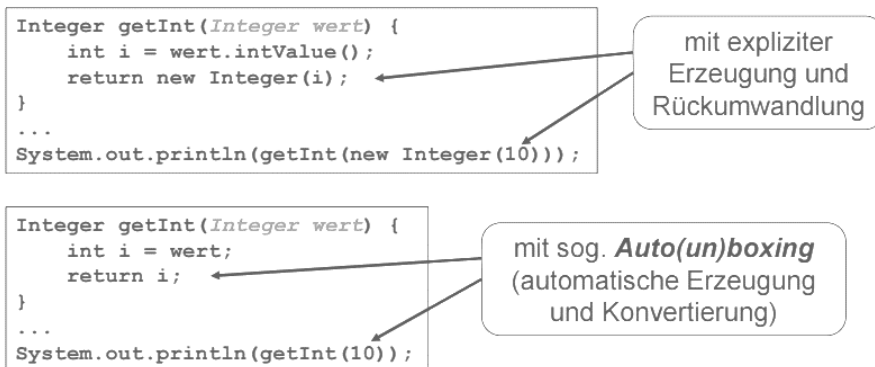 Integer getInt(Integer wert) {
    int i = wert.intValue();
    return new Integer(i);
}
...
System.out.println(getInt(new Integer(10)));
mit expliziter
Erzeugung und
Rückumwandlung
Integer getInt(Integer wert) {
    int i = wert;
    return i;
}
...
System.out.println(getInt(10));
mit sog. Auto(un)boxing
(automatische Erzeugung
und Konvertierung)